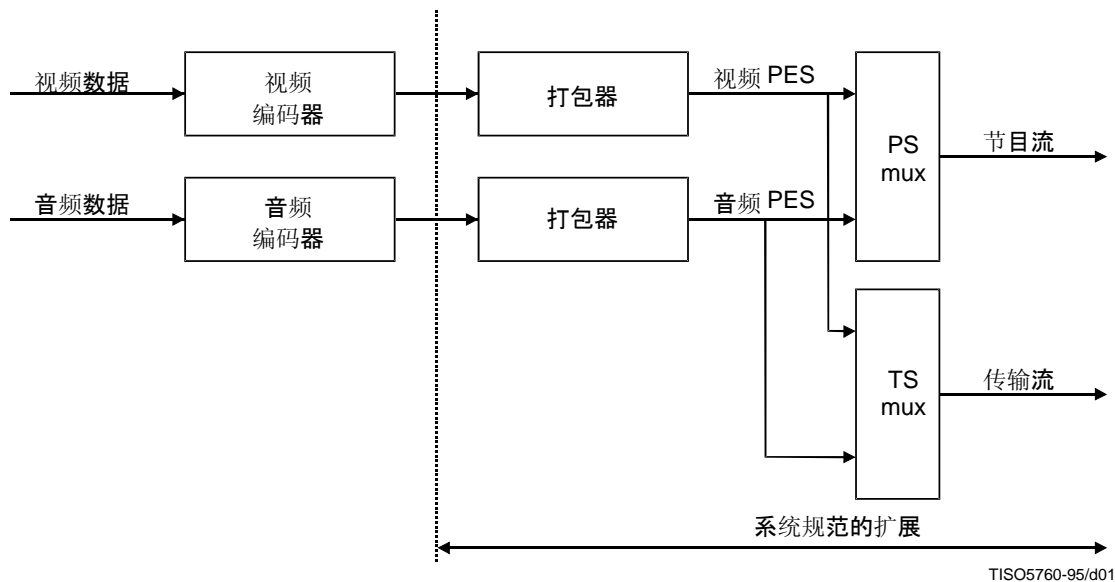 视频数据
视频
编码器
打包器
视频 PES
PS
mux
节目流
音频数据
音频
编码器
打包器
音频 PES
TS
mux
传输流
系统规范的扩展
TISO5760-95/d01